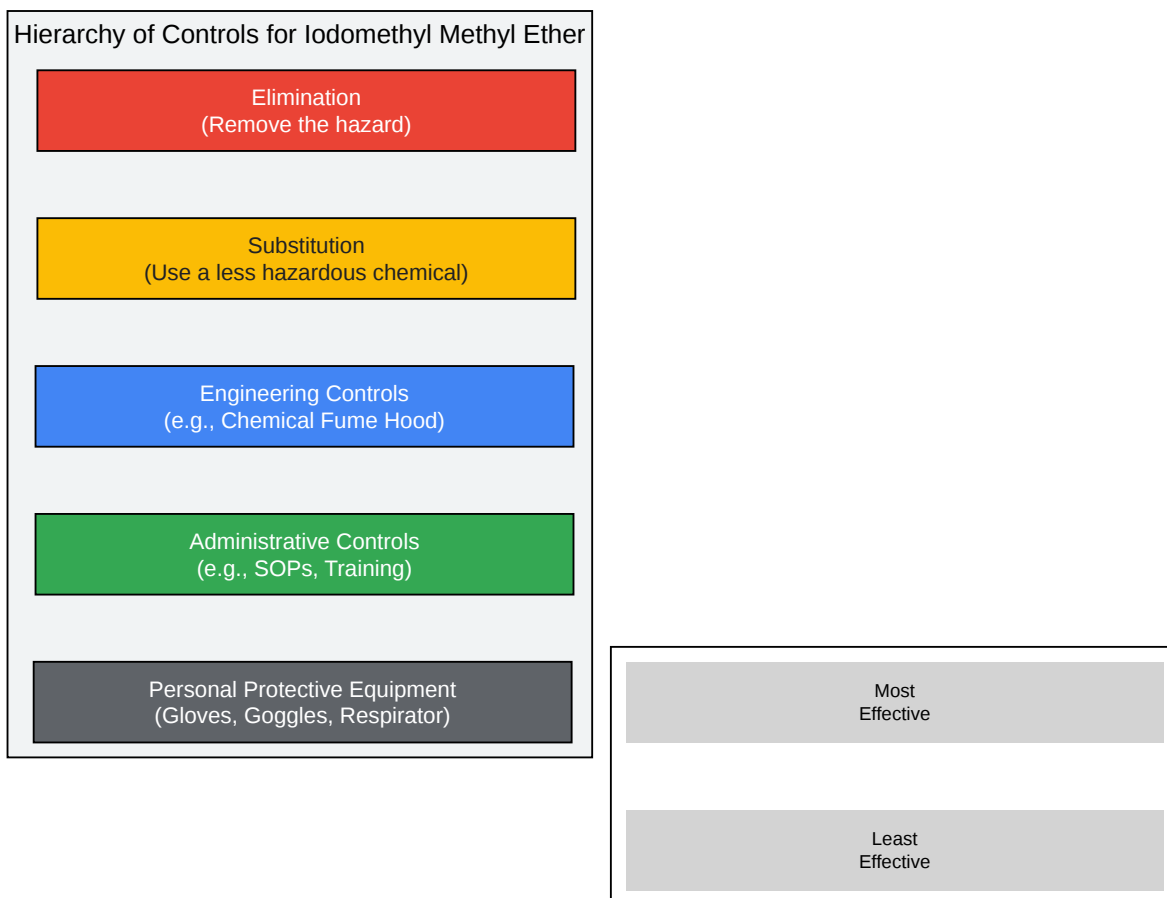 Hierarchy of Controls for Iodomethyl Methyl Ether
Elimination
(Remove the hazard)
Substitution
(Use a less hazardous chemical)
Engineering Controls
(e.g., Chemical Fume Hood)
Administrative Controls
(e.g., SOPs, Training)
Personal Protective Equipment
(Gloves, Goggles, Respirator)
Most
Effective
Least
Effective